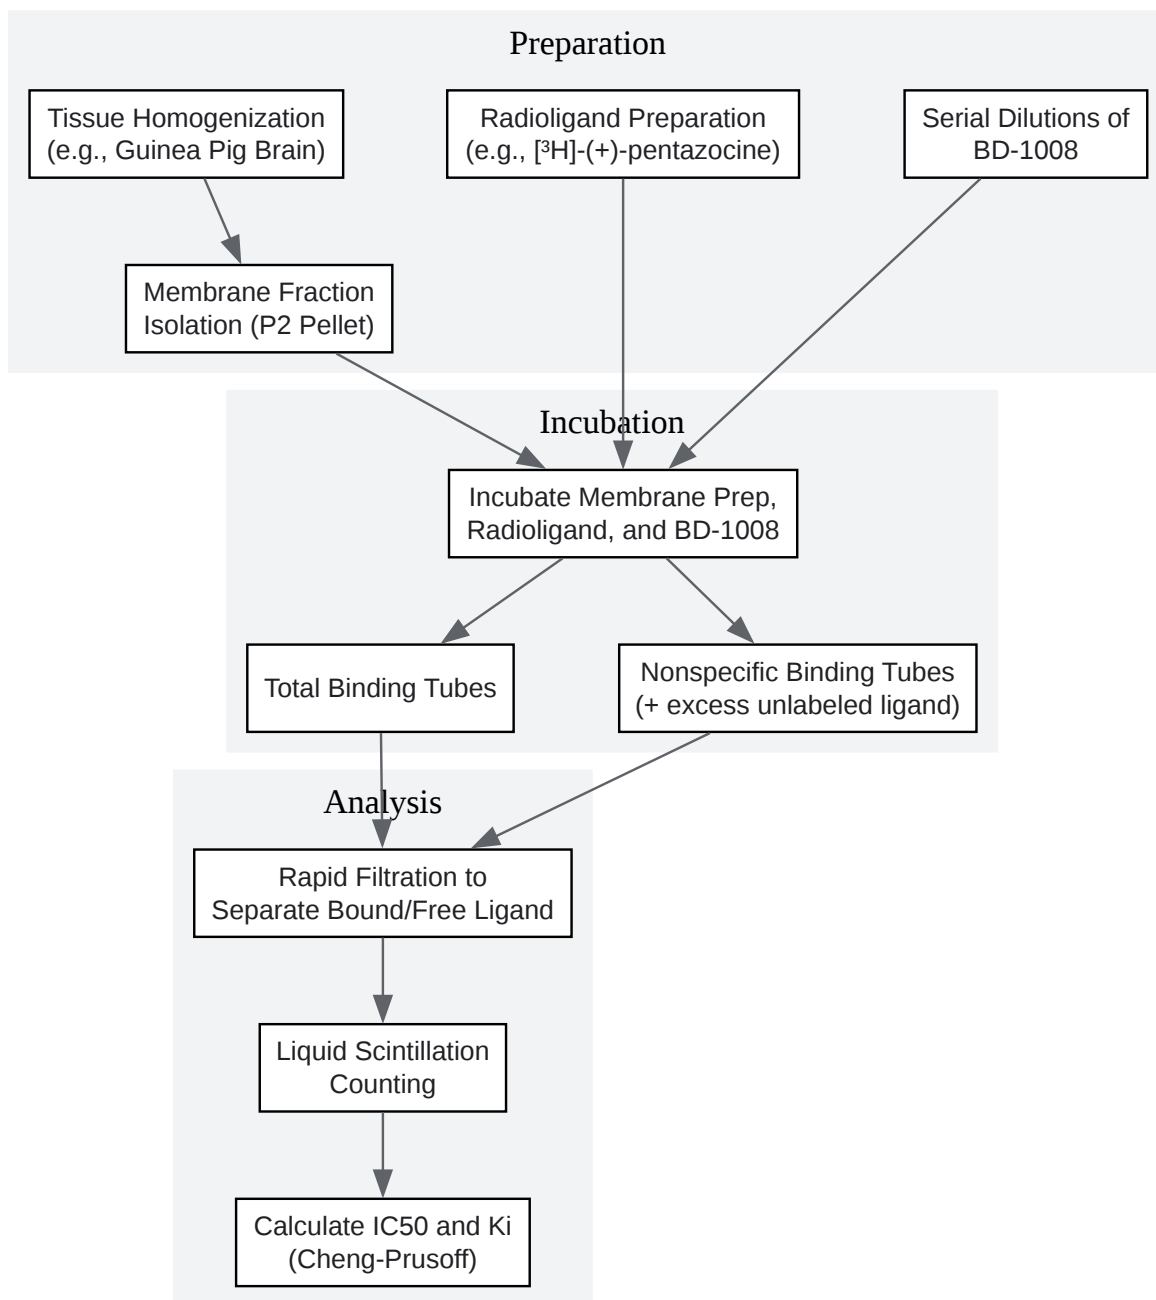 Preparation
Tissue Homogenization
(e.g., Guinea Pig Brain)
Radioligand Preparation
(e.g., [³H]-(+)-pentazocine)
Serial Dilutions of
BD-1008
Membrane Fraction
Isolation (P2 Pellet)
Incubation
Incubate Membrane Prep,
Radioligand, and BD-1008
Total Binding Tubes
Nonspecific Binding Tubes
(+ excess unlabeled ligand)
Analysis
Rapid Filtration to
Separate Bound/Free Ligand
Liquid Scintillation
Counting
Calculate IC50 and Ki
(Cheng-Prusoff)